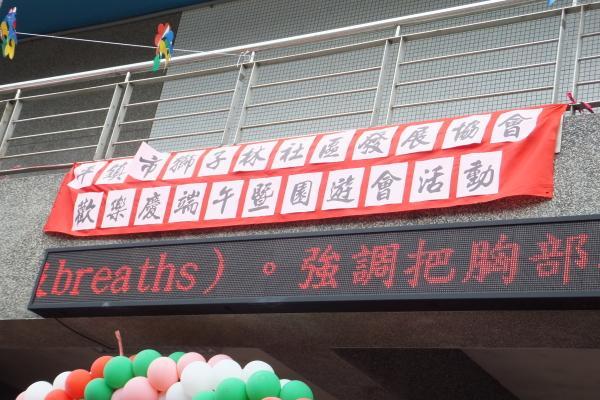 平鎮市獅子林社區發展協會
歡樂慶端午暨園遊會活動
(breaths）。強調把胸部